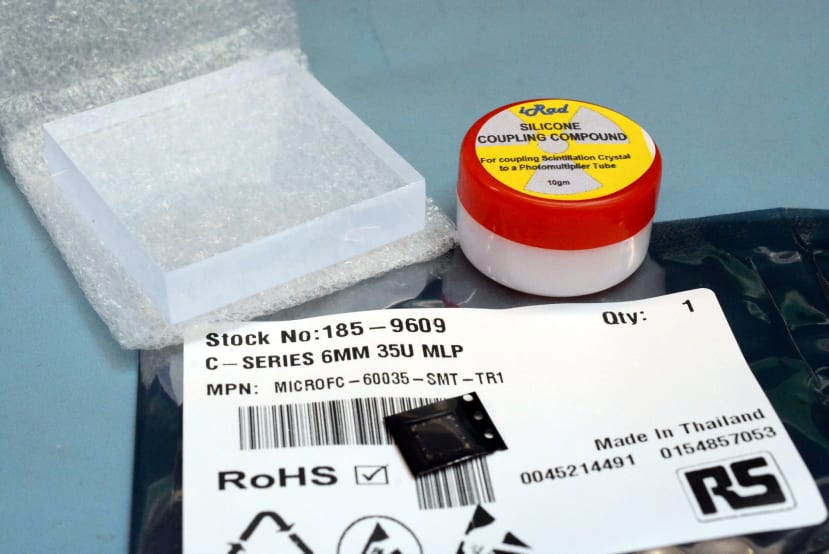 iRad
SILICONE
COUPLING COMPOUND
For coupling Scintillation Crystal
to a Photomultiplier Tube
10gm
Stock No:185-9609
Qty: 1
C-SERIES 6MM 35U MLP
MPN: MICROFC-60035-SMT-TR1
Made In Thailand
0045214491 0154857053
RoHS
RS